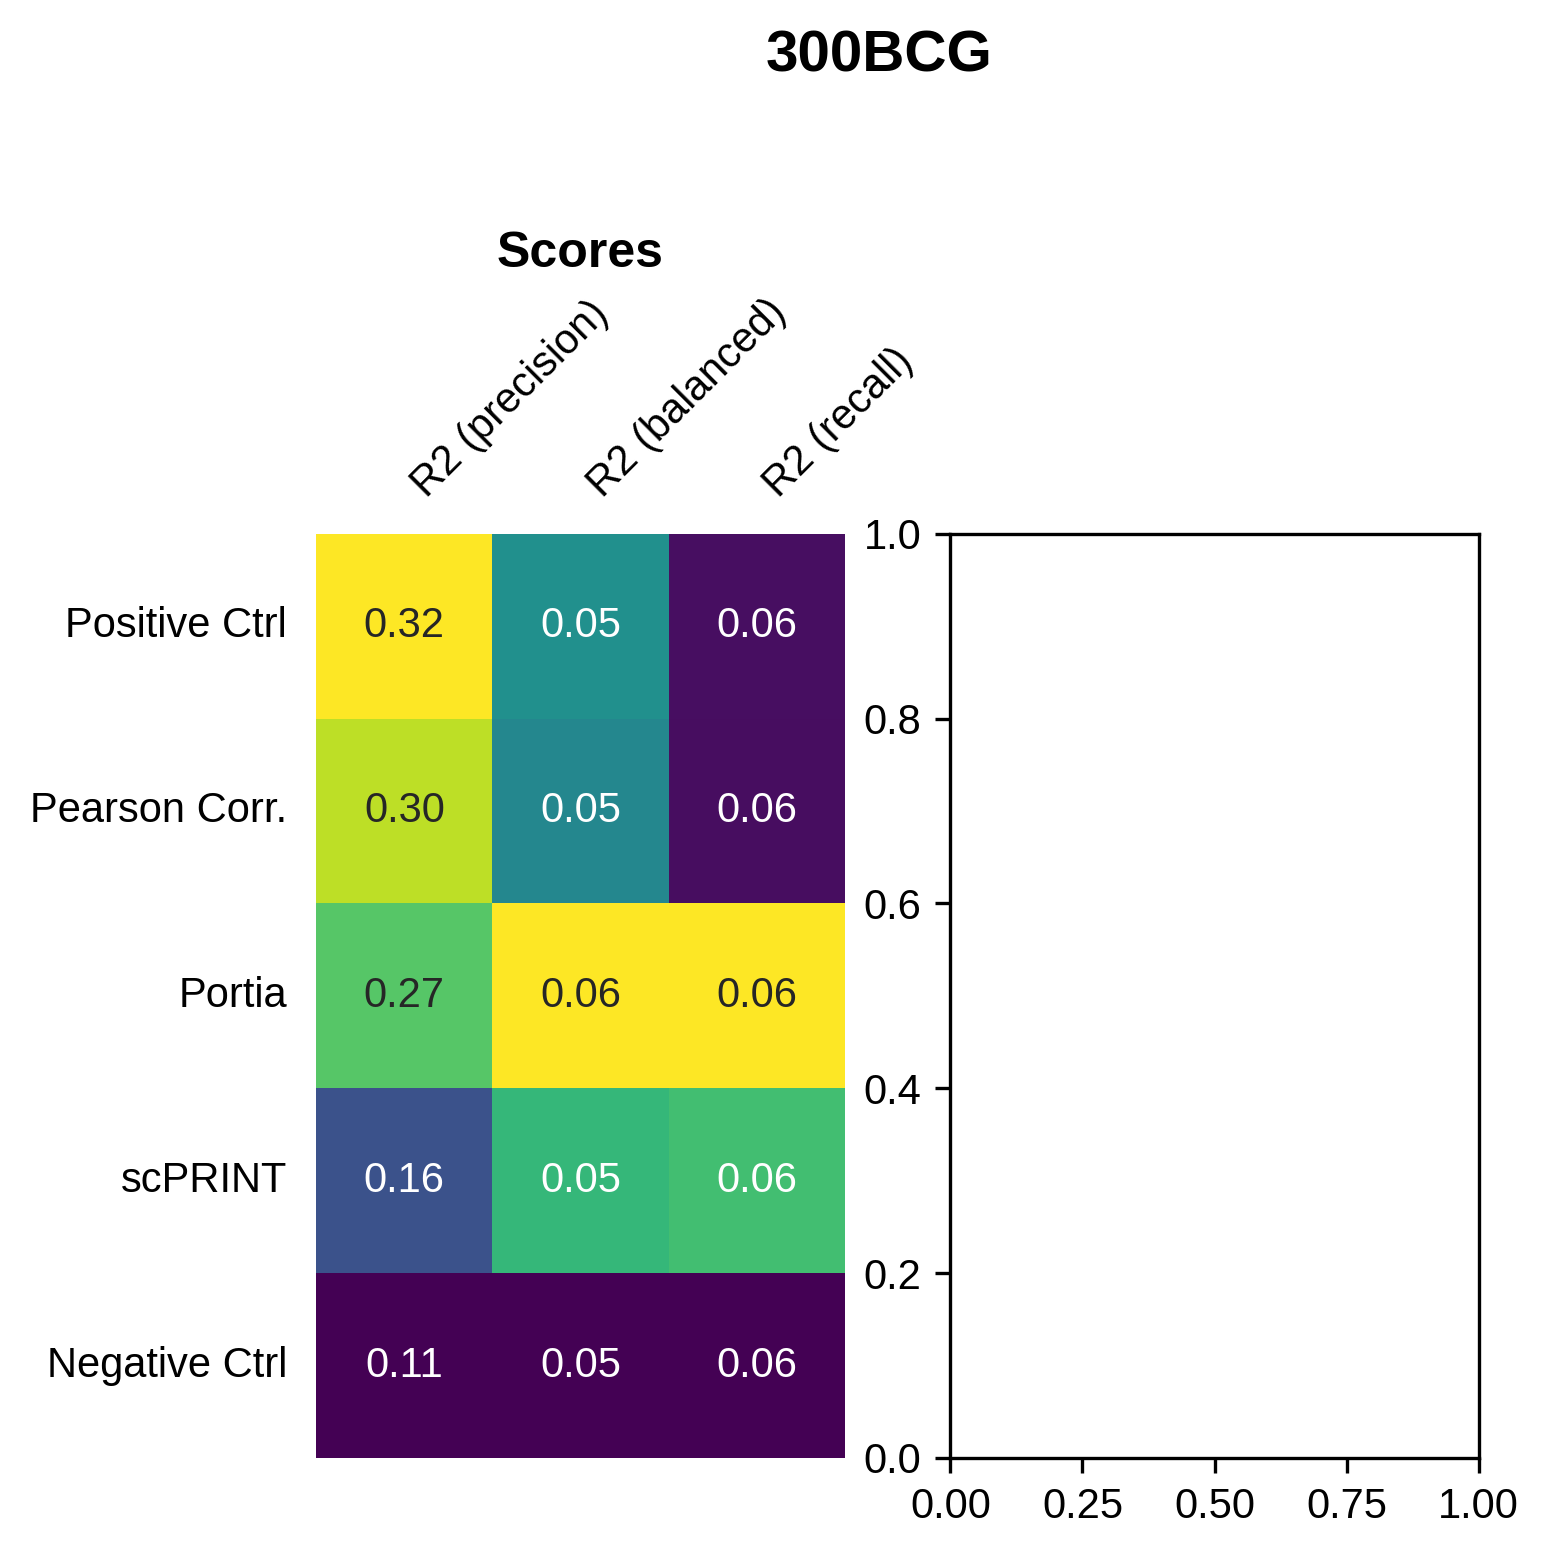 300BCG
Scores
R2 (precision)
R2 (balanced)
R2 (recall)
Positive Ctrl 0.32 0.05 0.06
Pearson Corr. 0.30 0.05 0.06
Portia 0.27 0.06 0.06
scPRINT 0.16 0.05 0.06
Negative Ctrl 0.11 0.05 0.06
1.0
0.8
0.6
0.4
0.2
0.0
0.00 0.25 0.50 0.75 1.00